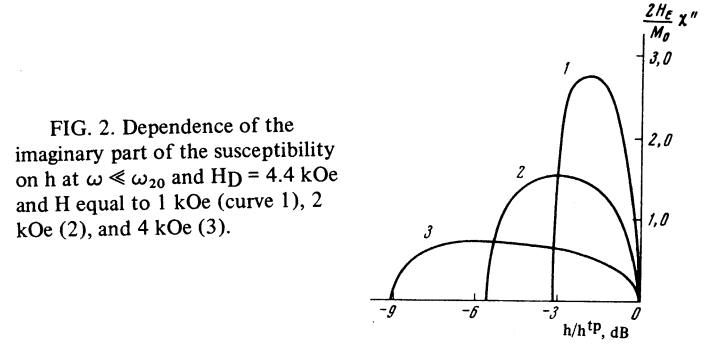 FIG. 2. Dependence of the
imaginary part of the susceptibility
on h at ω ≪ ω₂₀ and HD = 4.4 kOe
and H equal to 1 kOe (curve 1), 2
kOe (2), and 4 kOe (3).
2HE/M0 χ"
3,0
2,0
1,0
1
2
3
-9
-6
-3
0
h/h^tp, dB